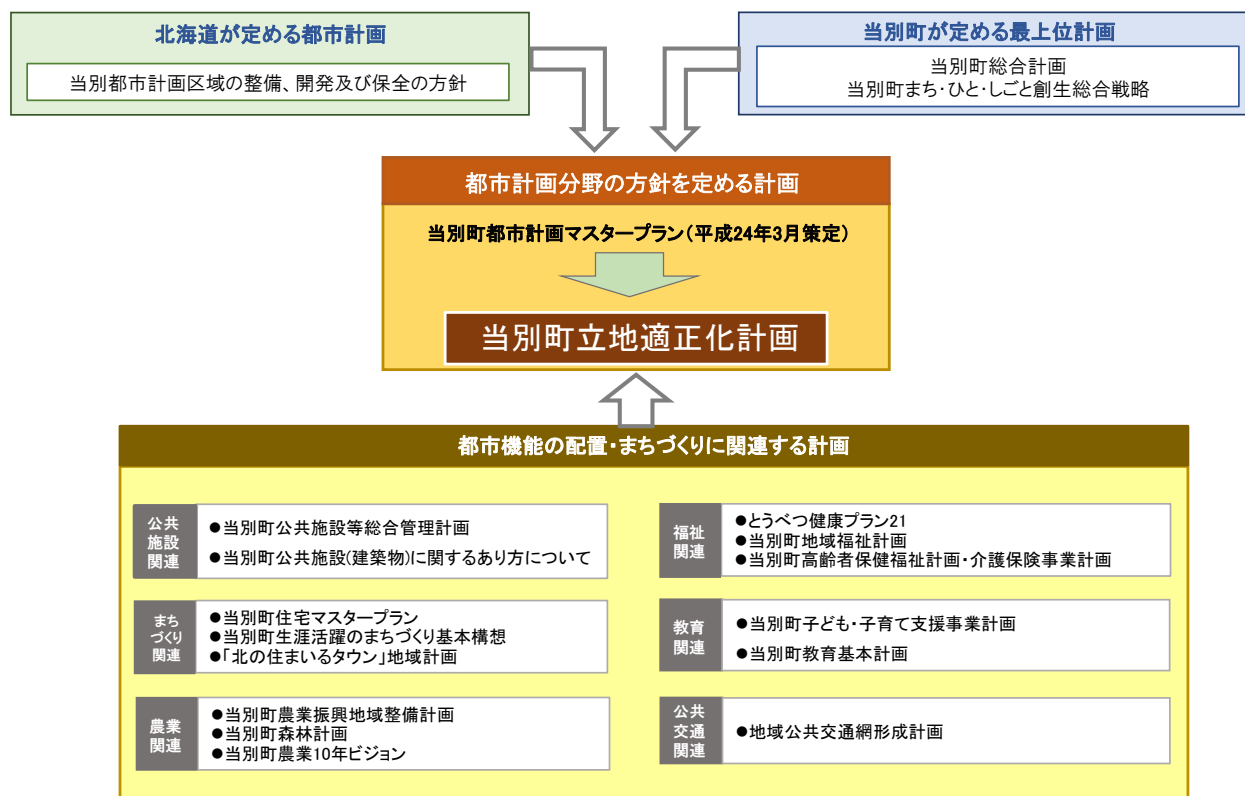 北海道が定める都市計画
当別都市計画区域の整備、開発及び保全の方針
当別町が定める最上位計画
当別町総合計画
当別町まち・ひと・しごと創生総合戦略
都市計画分野の方針を定める計画
当別町都市計画マスタープラン(平成24年3月策定)
当別町立地適正化計画
都市機能の配置・まちづくりに関連する計画
公共
施設
関連
●当別町公共施設等総合管理計画
●当別町公共施設(建築物)に関するあり方について
まち
づくり
関連
●当別町住宅マスタープラン
●当別町生涯活躍のまちづくり基本構想
●「北の住まいるタウン」地域計画
農業
関連
●当別町農業振興地域整備計画
●当別町森林計画
●当別町農業10年ビジョン
福祉
関連
●とうべつ健康プラン21
●当別町地域福祉計画
●当別町高齢者保健福祉計画・介護保険事業計画
教育
関連
●当別町子ども・子育て支援事業計画
●当別町教育基本計画
公共
交通
関連
●地域公共交通網形成計画